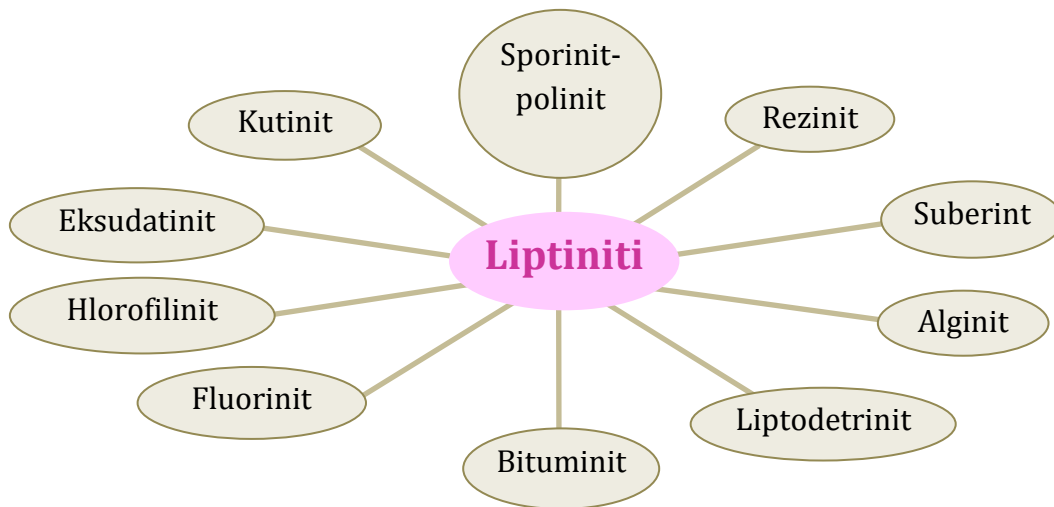 Sporinit-
polinit
Kutinit
Rezinit
Eksudatinit
Suberint
Liptiniti
Hlorofilinit
Alginit
Fluorinit
Liptodetrinit
Bituminit